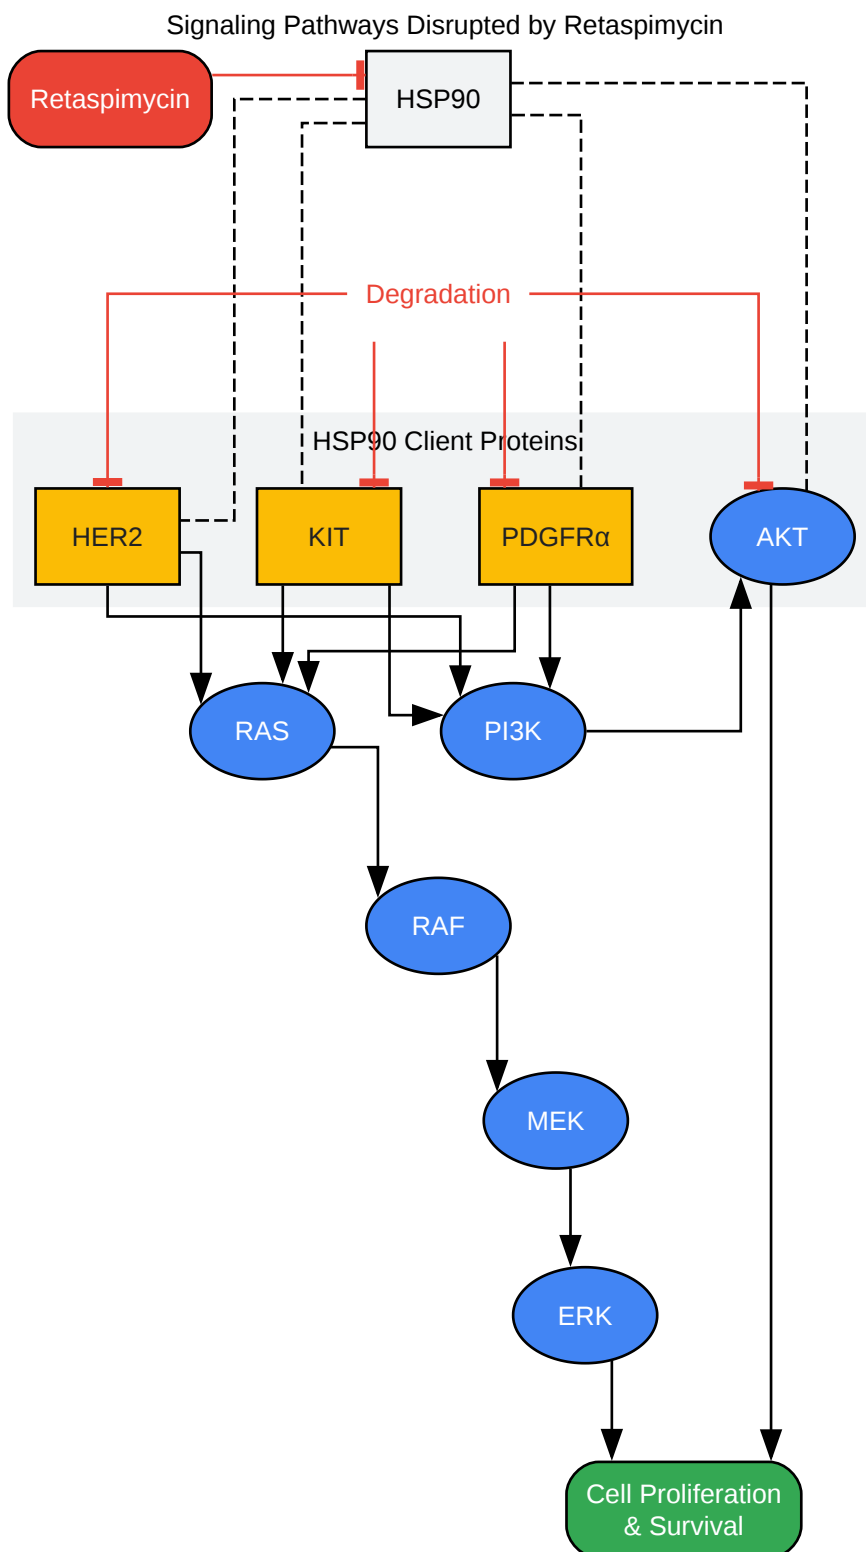 Signaling Pathways Disrupted by Retaspimycin
Retaspimycin
HSP90
Degradation
HSP90 Client Proteins
HER2
KIT
PDGFRα
AKT
RAS
PI3K
RAF
MEK
ERK
Cell Proliferation
& Survival